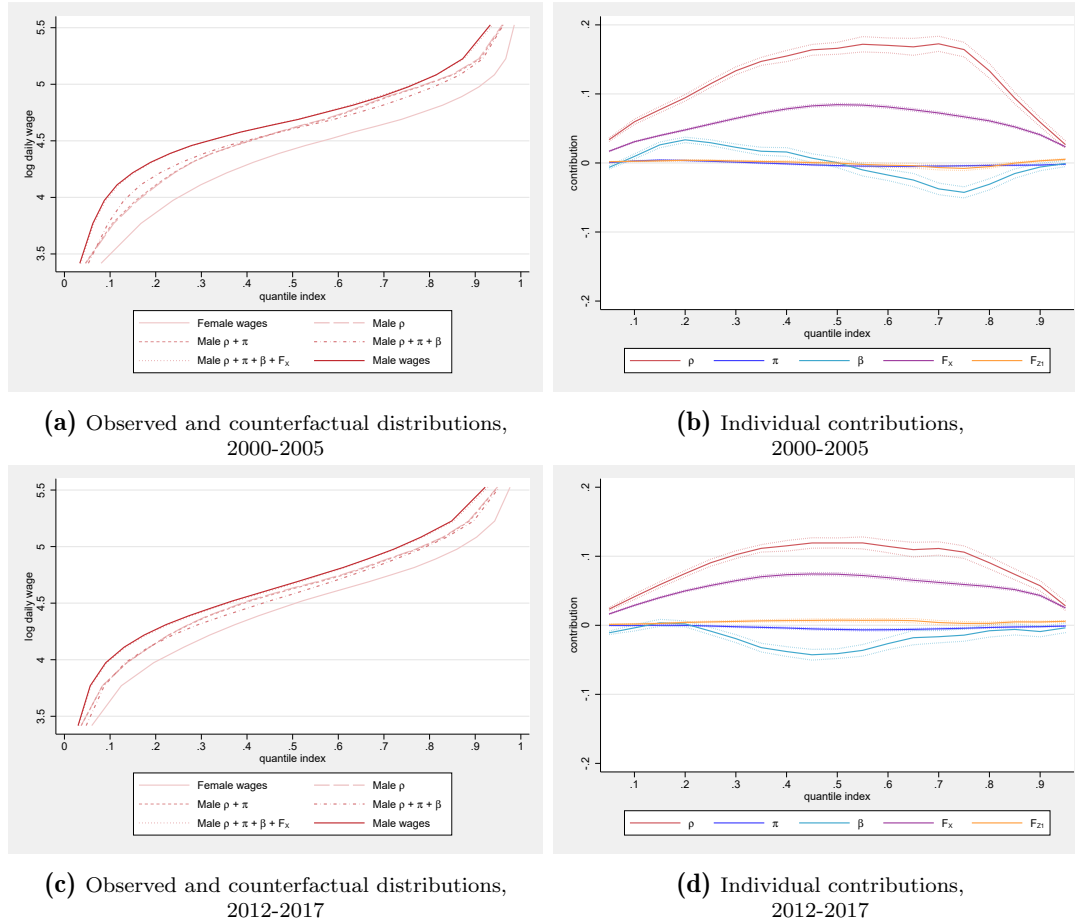 5.5
5
4.5
4
3.5
log daily wage
0 .1 .2 .3 .4 .5 .6 .7 .8 .9 1
quantile index
Female wages Male ρ
Male ρ + π Male ρ + π + β
Male ρ + π + β + Fx Male wages
.2
.1
0
-.1
-.2
contribution
.1 .2 .3 .4 .5 .6 .7 .8 .9
quantile index
ρ π β Fx Fz1
(a) Observed and counterfactual distributions,
2000-2005
(b) Individual contributions,
2000-2005
5.5
5
4.5
4
3.5
log daily wage
0 .1 .2 .3 .4 .5 .6 .7 .8 .9 1
quantile index
Female wages Male ρ
Male ρ + π Male ρ + π + β
Male ρ + π + β + Fx Male wages
.2
.1
0
-.1
-.2
contribution
.1 .2 .3 .4 .5 .6 .7 .8 .9
quantile index
ρ π β Fx Fz1
(c) Observed and counterfactual distributions,
2012-2017
(d) Individual contributions,
2012-2017